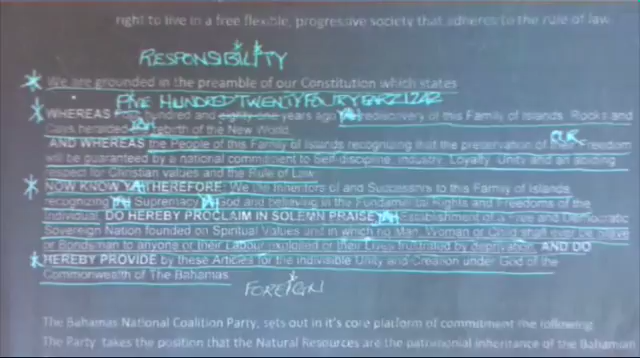 right to live in a free flexible, progressive society that adheres to the rule of law.
RESPONSIBILITY
We are grounded in the preamble of our Constitution which states
FIVE HUNDRED TWENTY FOUR YEARZ 1242
WHEREAS Four hundred and eighty-one years ago YAH rediscovery of this Family of Islands, Rocks and
Cays heralded YAH rebirth of the New World
OUR
AND WHEREAS the People of this Family of Islands recognizing that the preservation of Freedom
will be guaranteed by a national commitment to Self-discipline, Industry, Loyalty, Unity and an abiding
respect for Christian values and the Rule of Law
NOW KNOW YAH THEREFORE: We the Inheritors of and Successors to this Family of Islands
recognizing YAH Supremacy YAH God and believing in the Fundamental Rights and Freedoms of the
Individual, DO HEREBY PROCLAIM IN SOLEMN PRAISE YAH Establishment of a Free and Democratic
Sovereign Nation founded on Spiritual Values and in which no Man, Woman or Child shall ever be Slave
or Bondsman to anyone or their Labour exploited or their Lives frustrated by deprivation, AND DO
HEREBY PROVIDE by these Articles for the indivisible Unity and Creation under God of the
Commonwealth of The Bahamas
FOREIGN
The Bahamas National Coalition Party, sets out in it's core platform of commitment the following
The Party takes the position that the Natural Resources are the patrimonial inheritance of the Bahamian